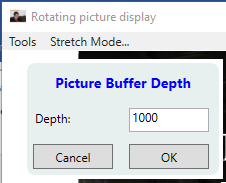 Rotating picture display
Tools Stretch Mode...
Picture Buffer Depth
Depth: 1000
Cancel OK